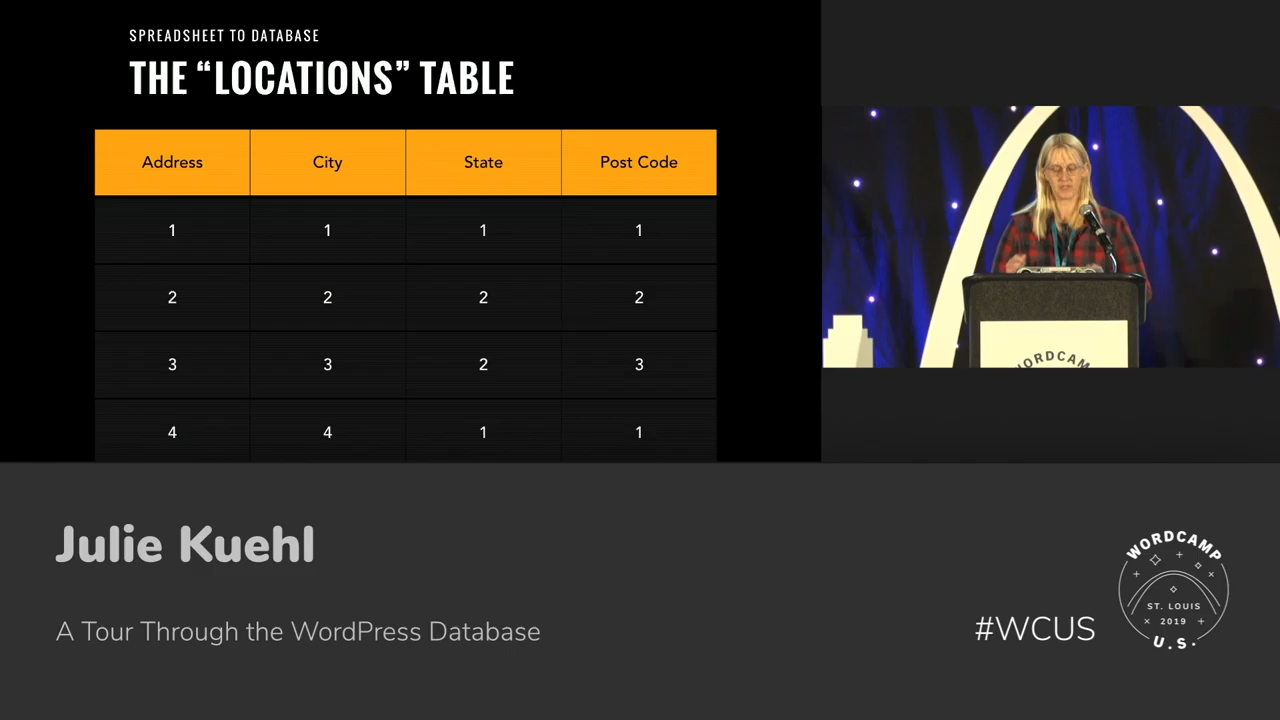 SPREADSHEET TO DATABASE
THE “LOCATIONS” TABLE
Address City State Post Code
1 1 1 1
2 2 2 2
3 3 2 3
4 4 1 1
WORDCAM
Julie Kuehl
A Tour Through the WordPress Database
#WCUS
WORDCAMP
ST. LOUIS
2019
U.S.